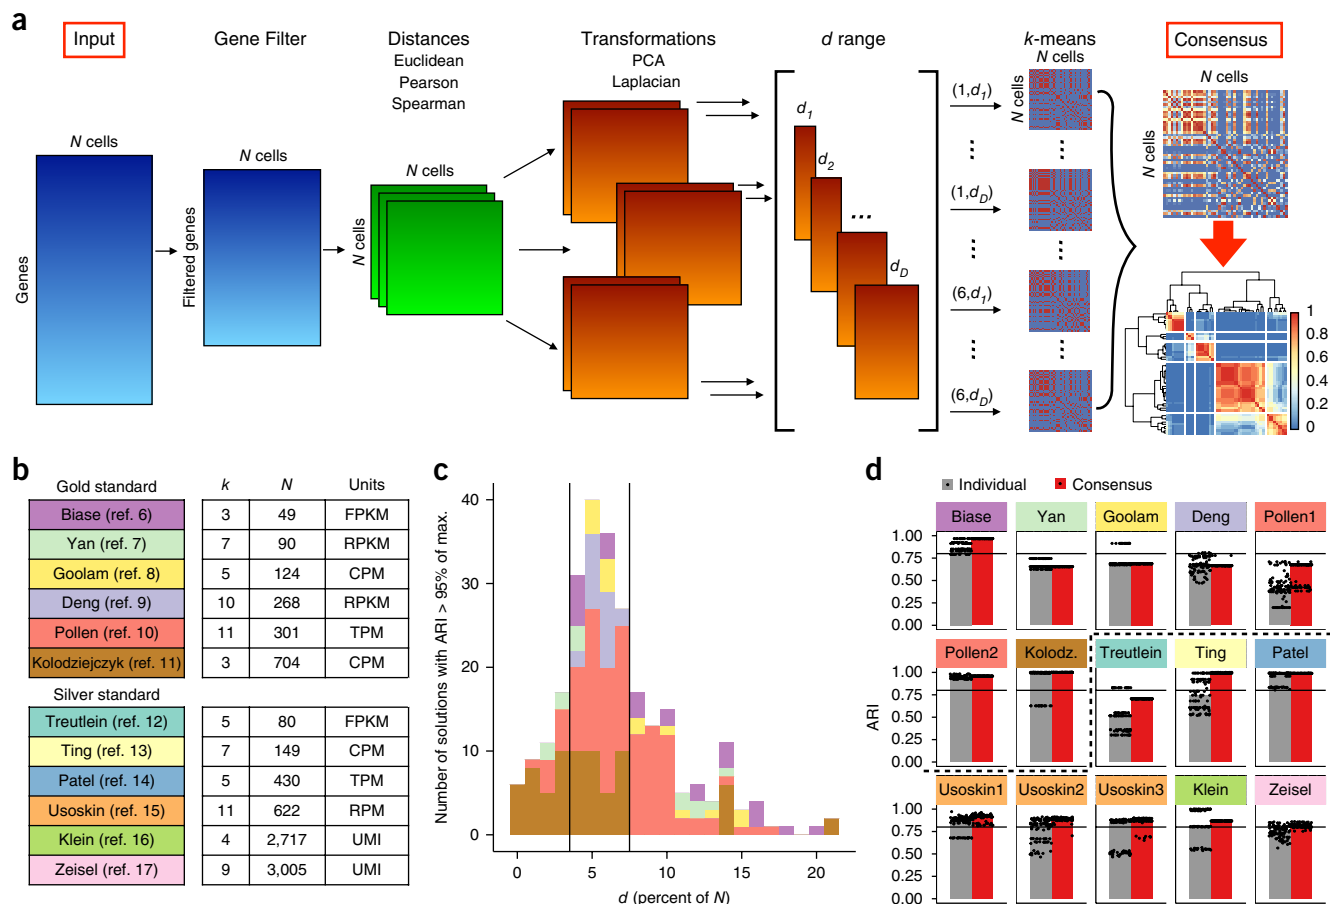 a
Input
Gene Filter
Distances
Euclidean
Pearson
Spearman
Transformations
PCA
Laplacian
d range
k-means
N cells
Consensus
N cells
N cells
N cells
N cells
N cells
N cells
N cells
Genes
Filtered genes
d1
d2
...
dD
(1,d1)
(1,dD)
(6,d1)
(6,dD)
1
0.8
0.6
0.4
0.2
0
b
Gold standard
k N Units
Biase (ref. 6) 3 49 FPKM
Yan (ref. 7) 7 90 RPKM
Goolam (ref. 8) 5 124 CPM
Deng (ref. 9) 10 268 RPKM
Pollen (ref. 10) 11 301 TPM
Kolodziejczyk (ref. 11) 3 704 CPM
Silver standard
Treutlein (ref. 12) 5 80 FPKM
Ting (ref. 13) 7 149 CPM
Patel (ref. 14) 5 430 TPM
Usoskin (ref. 15) 11 622 RPM
Klein (ref. 16) 4 2,717 UMI
Zeisel (ref. 17) 9 3,005 UMI
c
Number of solutions with ARI > 95% of max.
40
30
20
10
0
0 5 10 15 20
d (percent of N)
d
Individual Consensus
Biase Yan Goolam Deng Pollen1
1.00
0.75
0.50
0.25
0.00
Pollen2 Kolodz. Treutlein Ting Patel
1.00
0.75
0.50
0.25
0.00
ARI
Usoskin1 Usoskin2 Usoskin3 Klein Zeisel
1.00
0.75
0.50
0.25
0.00